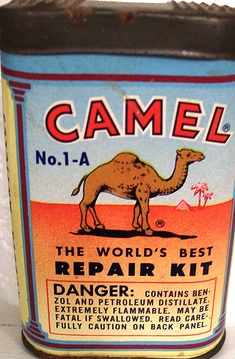 CAMEL®
No.1-A
®
THE WORLD'S BEST
REPAIR KIT
DANGER: CONTAINS BEN-
ZOL AND PETROLEUM DISTILLATE.
EXTREMELY FLAMMABLE. MAY BE
FATAL IF SWALLOWED. READ CARE-
FULLY CAUTION ON BACK PANEL.